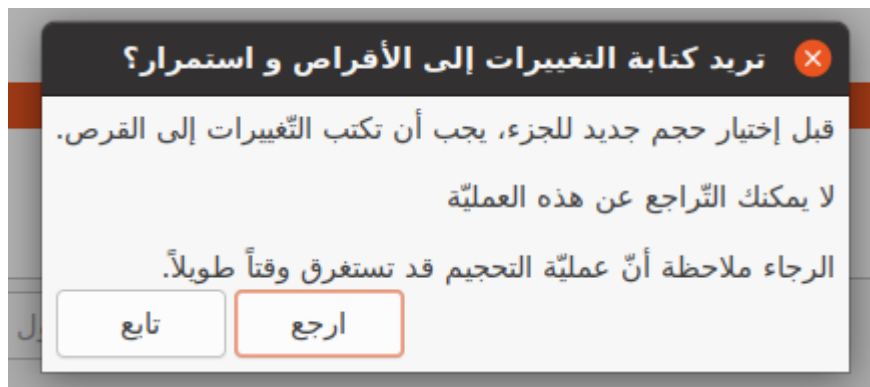 تريد كتابة التغييرات إلى الأقراص و استمرار؟
قبل إختيار حجم جديد للجزء، يجب أن تكتب التّغييرات إلى القرص.
لا يمكنك التّراجع عن هذه العمليّة
الرجاء ملاحظة أنّ عمليّة التحجيم قد تستغرق وقتاً طويلاً.
ارجع
تابع